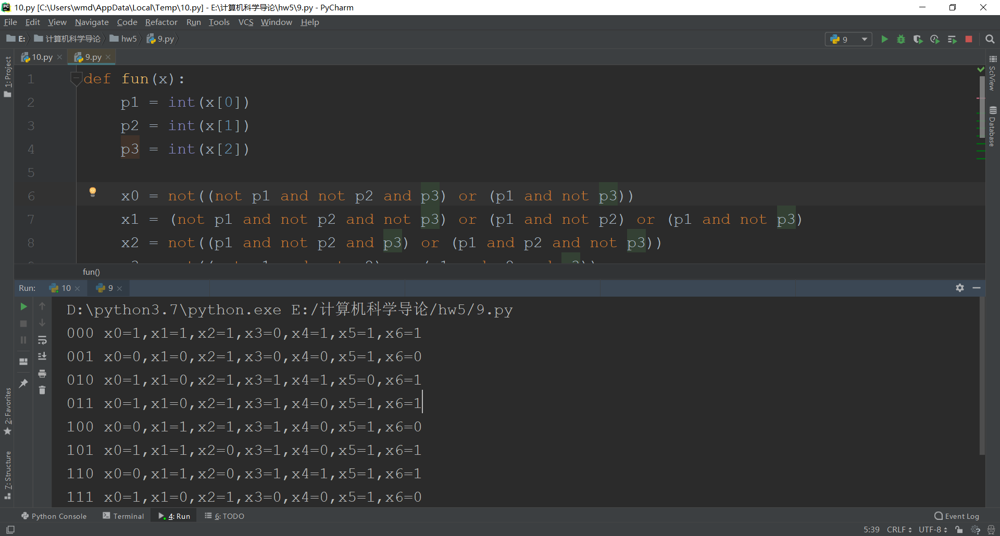 10.py [C:\Users\wmd\AppData\Local\Temp\10.py] - E:\计算机科学导论\hw5\9.py - PyCharm
File Edit View Navigate Code Refactor Run Tools VCS Window Help
E: 计算机科学导论 hw5 9.py
9
10.py 9.py
1: Project
SciView
Database
1 def fun(x):
2 p1 = int(x[0])
3 p2 = int(x[1])
4 p3 = int(x[2])
5
6 x0 = not((not p1 and not p2 and p3) or (p1 and not p3))
7 x1 = (not p1 and not p2 and not p3) or (p1 and not p2) or (p1 and not p3)
8 x2 = not((p1 and not p2 and p3) or (p1 and p2 and not p3))
fun()
Run: 10 9
D:\python3.7\python.exe E:/计算机科学导论/hw5/9.py
000 x0=1,x1=1,x2=1,x3=0,x4=1,x5=1,x6=1
001 x0=0,x1=0,x2=1,x3=0,x4=0,x5=1,x6=0
010 x0=1,x1=0,x2=1,x3=1,x4=1,x5=0,x6=1
011 x0=1,x1=0,x2=1,x3=1,x4=0,x5=1,x6=1
100 x0=0,x1=1,x2=1,x3=1,x4=0,x5=1,x6=0
101 x0=1,x1=1,x2=0,x3=1,x4=0,x5=1,x6=1
110 x0=0,x1=1,x2=0,x3=1,x4=1,x5=1,x6=1
111 x0=1,x1=0,x2=1,x3=0,x4=0,x5=1,x6=0
2: Favorites
7: Structure
Python Console Terminal 4: Run 6: TODO Event Log
5:39 CRLF UTF-8